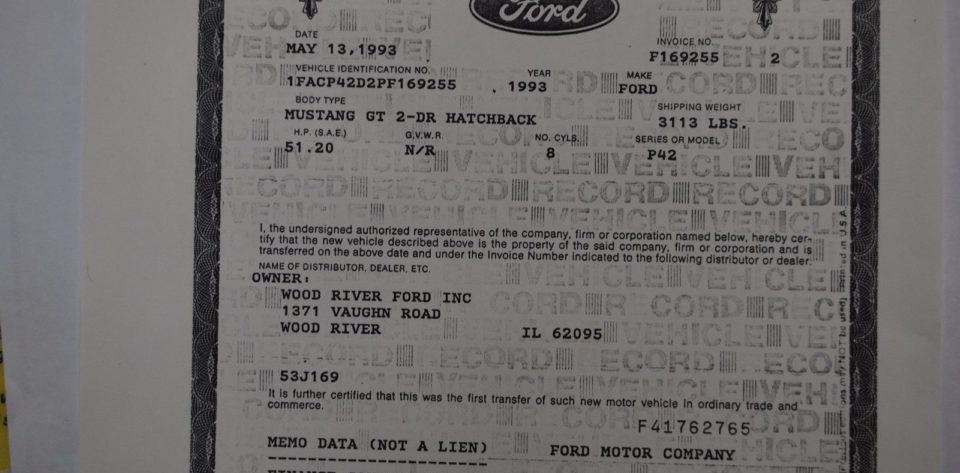 Ford
DATE
MAY 13,1993
INVOICE NO.
F169255 2
VEHICLE IDENTIFICATION NO.
1FACP42D2PF169255
YEAR
1993
MAKE
FORD
BODY TYPE
MUSTANG GT 2-DR HATCHBACK
SHIPPING WEIGHT
3113 LBS.
H.P. (S.A.E.)
51.20
G.V.W.R.
N/R
NO. CYLS.
8
SERIES OR MODEL
P42
I, the undersigned authorized representative of the company, firm or corporation named below, hereby cer-
tify that the new vehicle described above is the property of the said company, firm or corporation and is
transferred on the above date and under the Invoice Number indicated to the following distributor or dealer.
NAME OF DISTRIBUTOR, DEALER, ETC.
OWNER:
WOOD RIVER FORD INC
1371 VAUGHN ROAD
WOOD RIVER IL 62095
53J169
It is further certified that this was the first transfer of such new motor vehicle in ordinary trade and
commerce.
F41762765
MEMO DATA (NOT A LIEN) FORD MOTOR COMPANY
VEHICLE RECORD